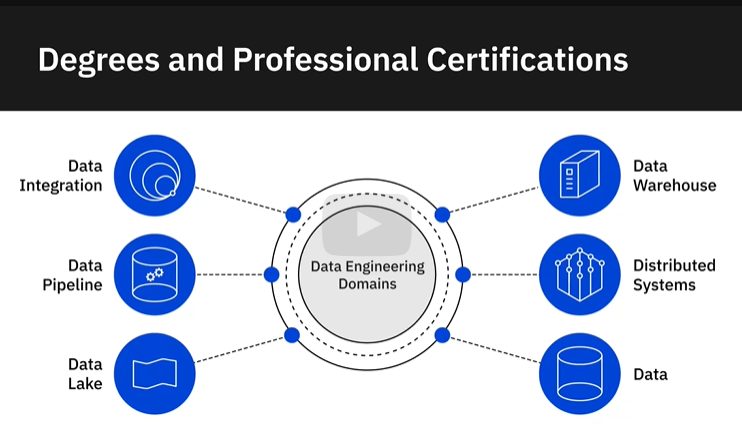 Degrees and Professional Certifications
Data
Integration
Data
Pipeline
Data
Lake
Data Engineering
Domains
Data
Warehouse
Distributed
Systems
Data